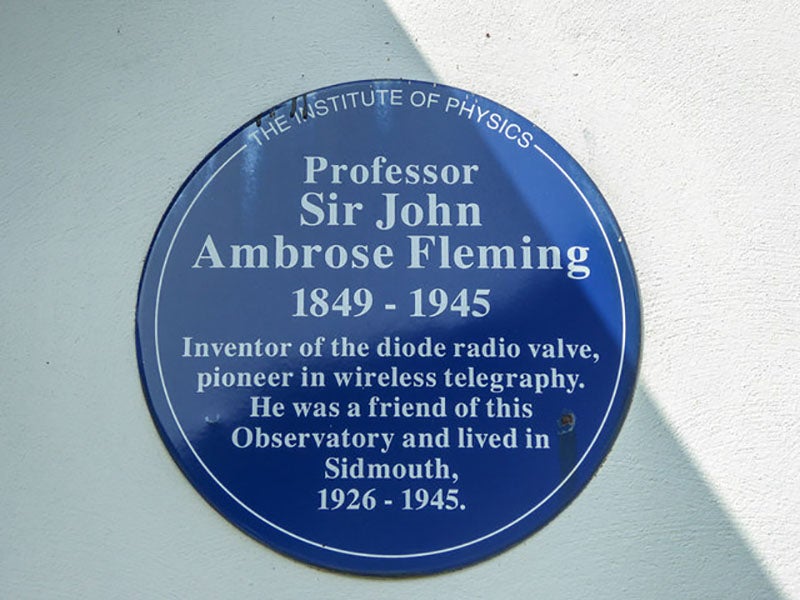 THE INSTITUTE OF PHYSICS
Professor
Sir John
Ambrose Fleming
1849 - 1945
Inventor of the diode radio valve,
pioneer in wireless telegraphy.
He was a friend of this
Observatory and lived in
Sidmouth,
1926 - 1945.